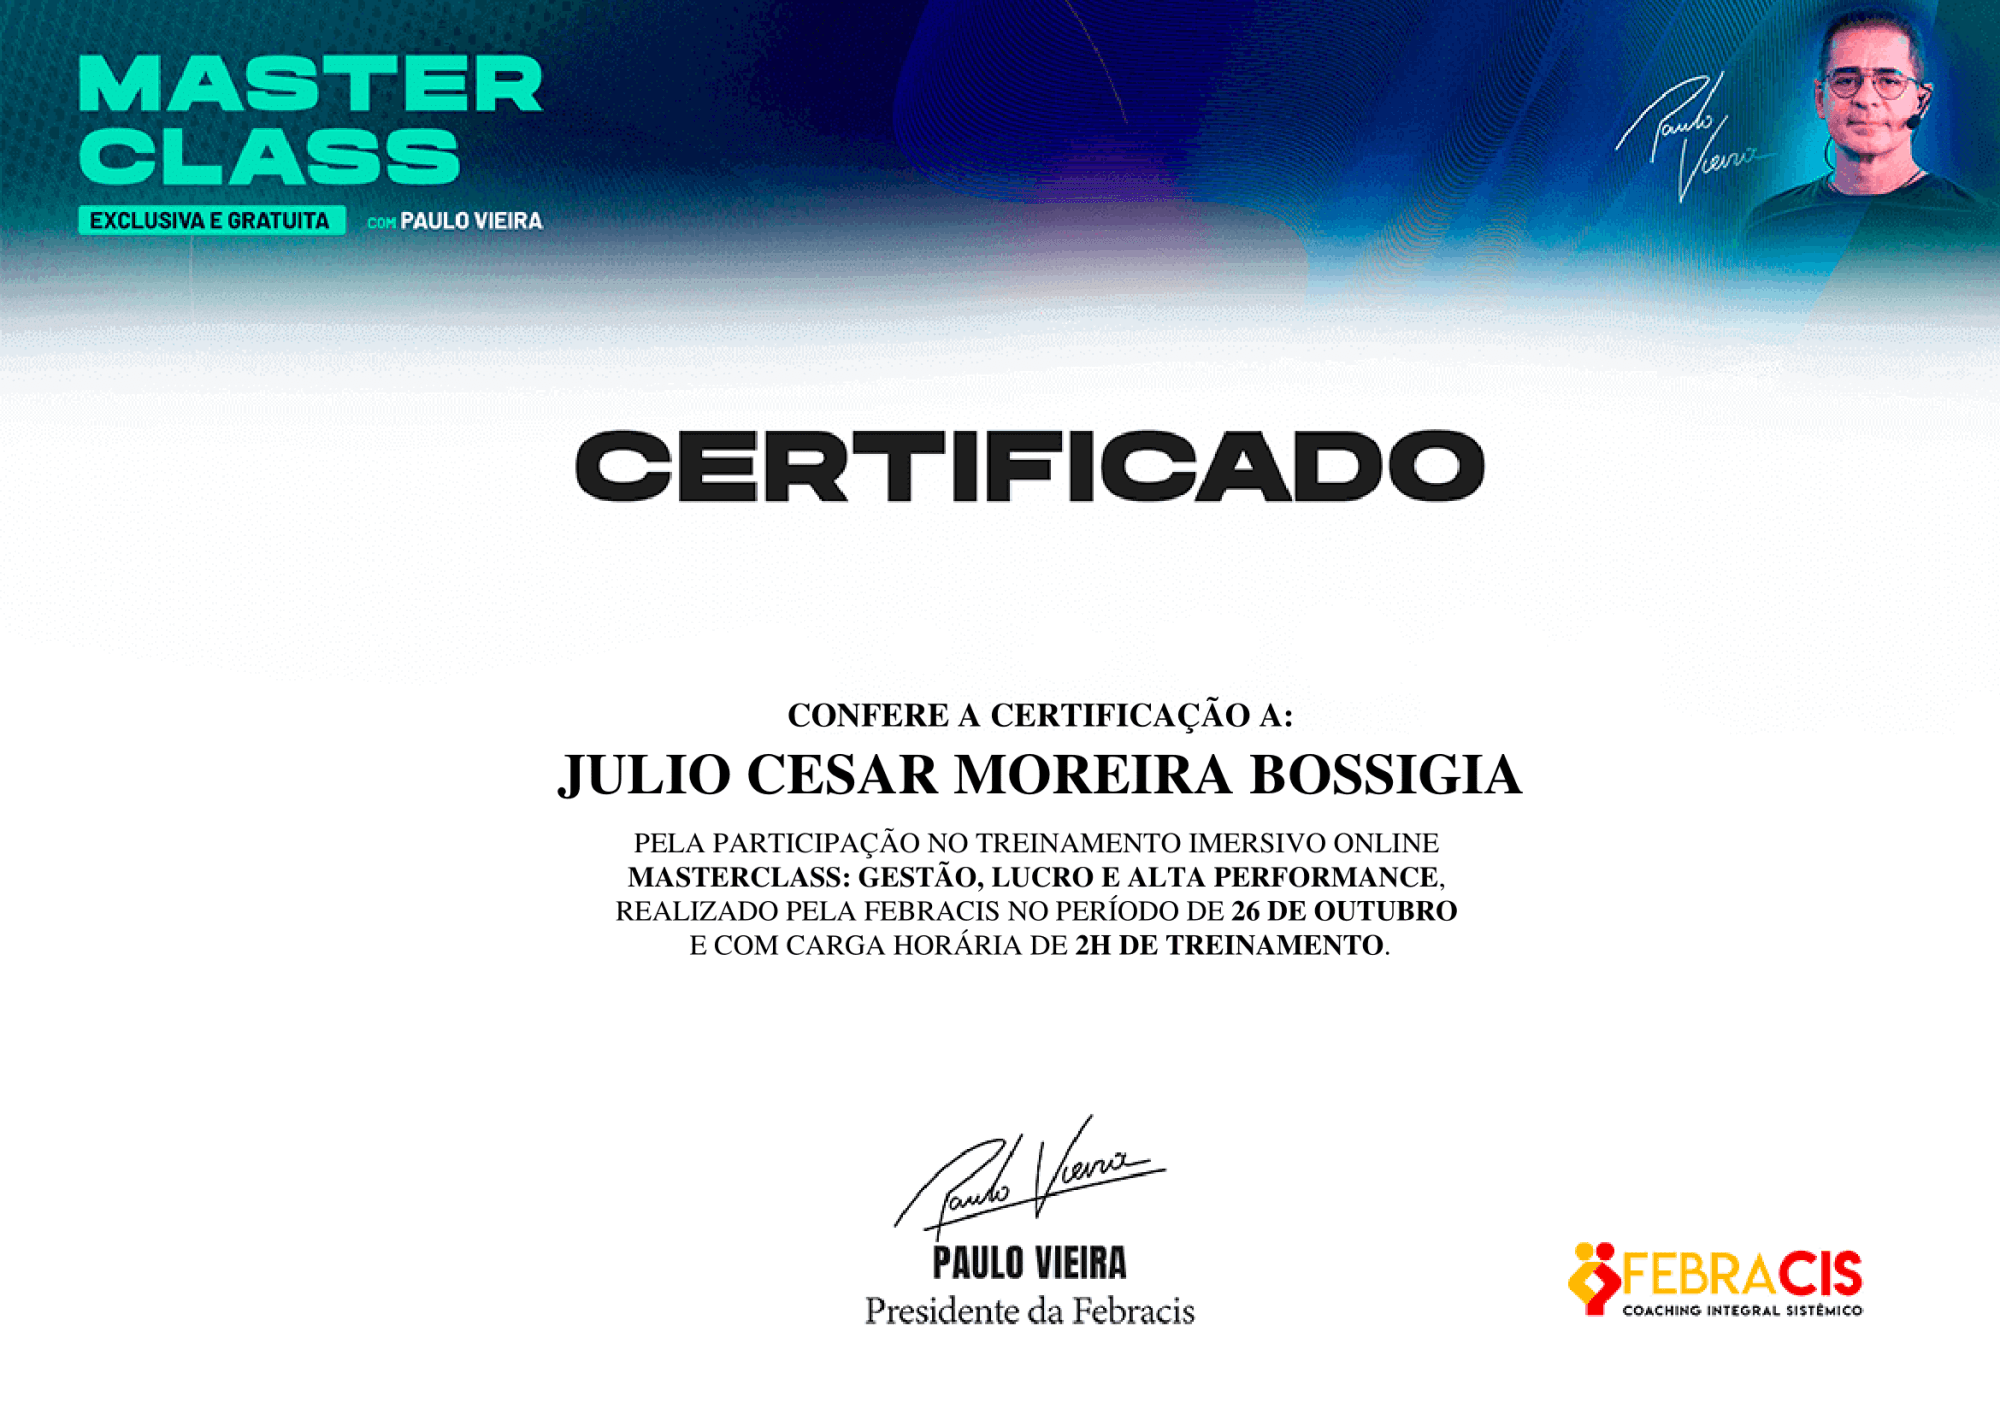 MASTER
CLASS
EXCLUSIVA E GRATUITA COM PAULO VIEIRA
Paulo
Vieira
CERTIFICADO
CONFERE A CERTIFICAÇÃO A:
JULIO CESAR MOREIRA BOSSIGIA
PELA PARTICIPAÇÃO NO TREINAMENTO IMERSIVO ONLINE
MASTERCLASS: GESTÃO, LUCRO E ALTA PERFORMANCE,
REALIZADO PELA FEBRACIS NO PERÍODO DE 26 DE OUTUBRO
E COM CARGA HORÁRIA DE 2H DE TREINAMENTO.
Paulo Vieira
PAULO VIEIRA
Presidente da Febracis
FEBRACIS
COACHING INTEGRAL SISTÊMICO